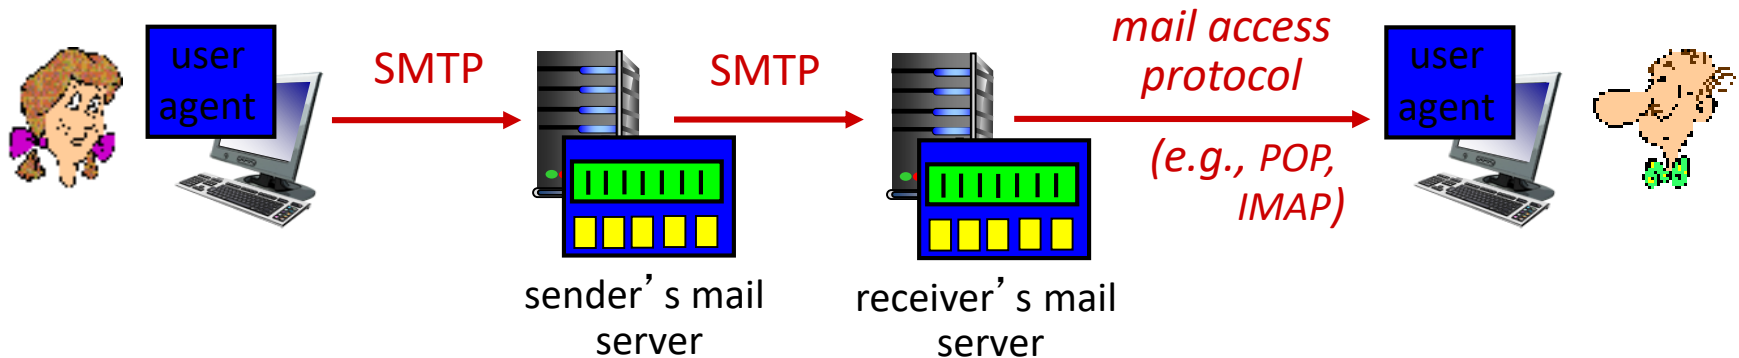 user
agent
SMTP
sender’s mail
server
SMTP
receiver’s mail
server
mail access
protocol
(e.g., POP,
IMAP)
user
agent